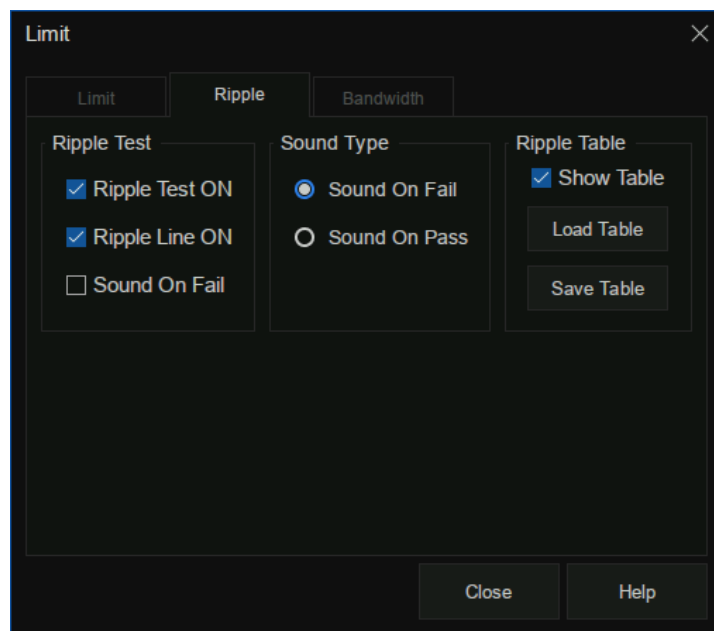 Limit
Limit
Ripple
Bandwidth
Ripple Test
Ripple Test ON
Ripple Line ON
Sound On Fail
Sound Type
Sound On Fail
Sound On Pass
Ripple Table
Show Table
Load Table
Save Table
Close
Help